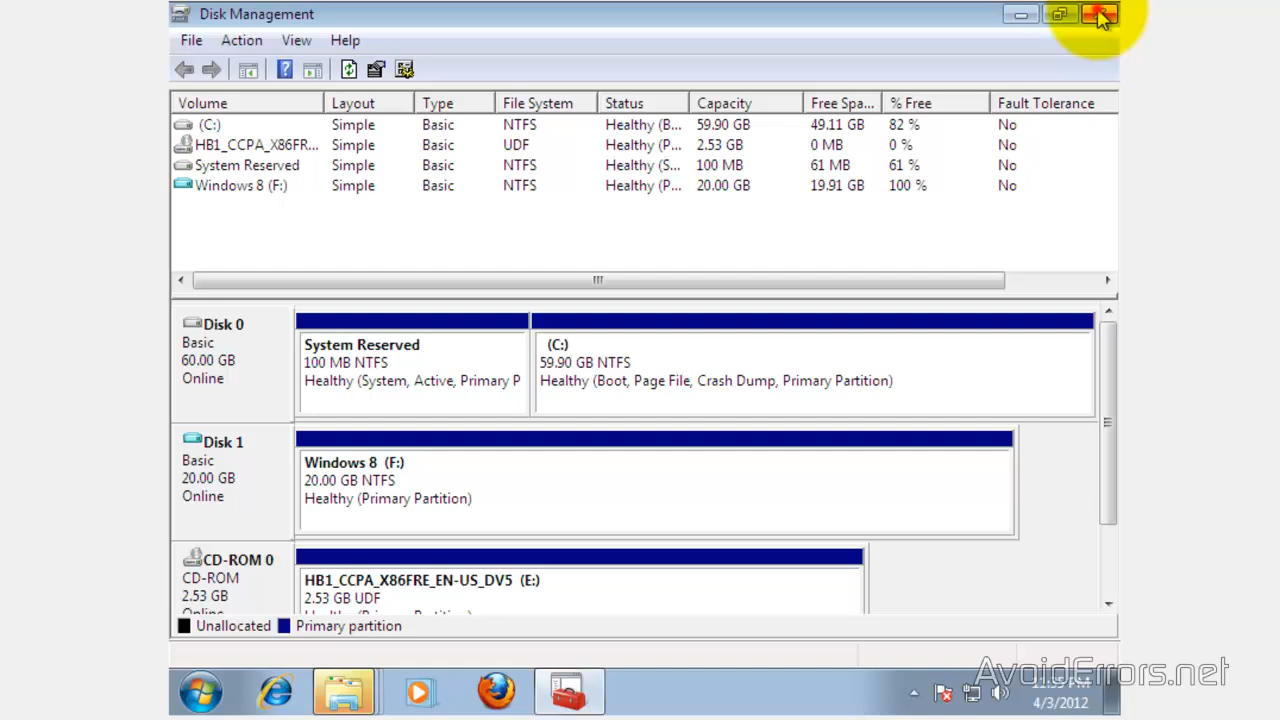 Disk Management
File Action View Help
Volume Layout Type File System Status Capacity Free Spa... % Free Fault Tolerance
(C:) Simple Basic NTFS Healthy (B... 59.90 GB 49.11 GB 82 % No
HB1_CCPA_X86FR... Simple Basic UDF Healthy (P... 2.53 GB 0 MB 0 % No
System Reserved Simple Basic NTFS Healthy (S... 100 MB 61 MB 61 % No
Windows 8 (F:) Simple Basic NTFS Healthy (P... 20.00 GB 19.91 GB 100 % No
Disk 0
Basic
60.00 GB
Online
System Reserved
100 MB NTFS
Healthy (System, Active, Primary P
(C:)
59.90 GB NTFS
Healthy (Boot, Page File, Crash Dump, Primary Partition)
Disk 1
Basic
20.00 GB
Online
Windows 8 (F:)
20.00 GB NTFS
Healthy (Primary Partition)
CD-ROM 0
CD-ROM
2.53 GB
Online
HB1_CCPA_X86FRE_EN-US_DV5 (E:)
2.53 GB UDF
Healthy (Primary Partition)
Unallocated Primary partition
AvoidErrors.net
11:55 PM
4/3/2012